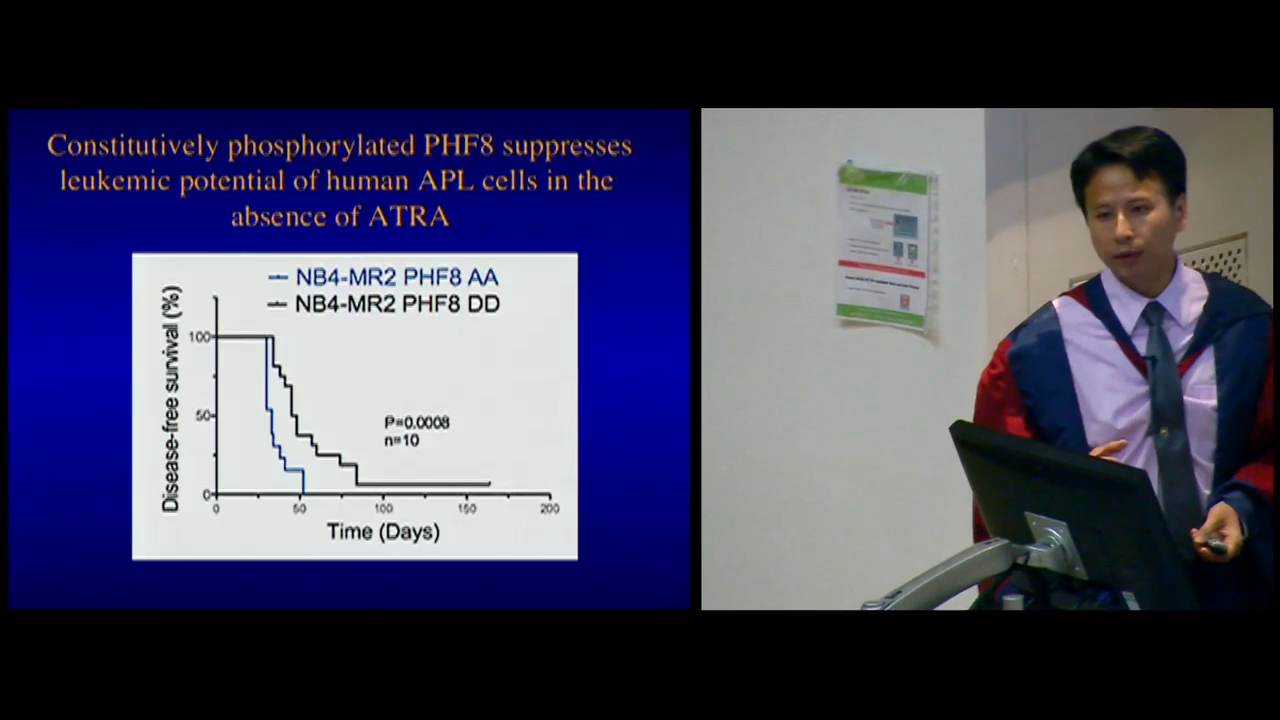 Constitutively phosphorylated PHF8 suppresses
leukemic potential of human APL cells in the
absence of ATRA
NB4-MR2 PHF8 AA
NB4-MR2 PHF8 DD
Disease-free survival (%)
100
50
0
P=0.0008
n=10
0 50 100 150 200
Time (Days)